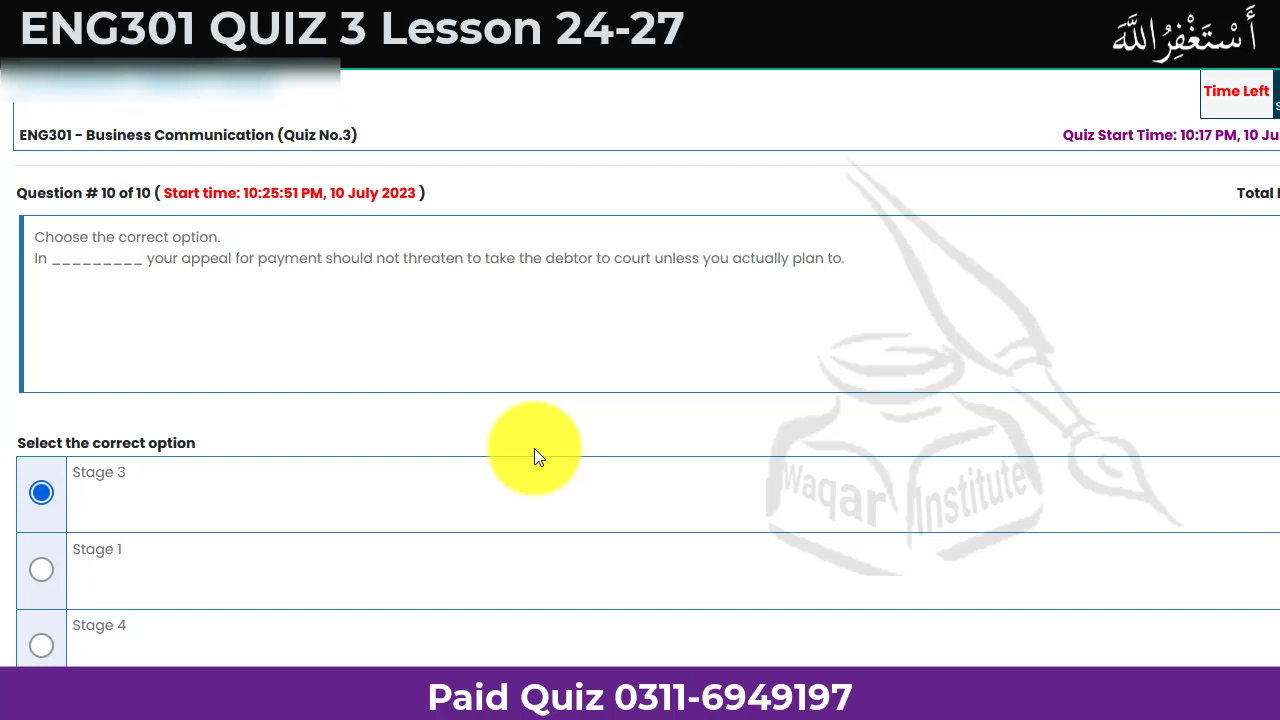 ENG301 QUIZ 3 Lesson 24-27
أَسْتَغْفِرُ اللَّه
Time Left
ENG301 - Business Communication (Quiz No.3)
Quiz Start Time: 10:17 PM, 10 Ju
Question # 10 of 10 ( Start time: 10:25:51 PM, 10 July 2023 )
Total
Choose the correct option.
In _________ your appeal for payment should not threaten to take the debtor to court unless you actually plan to.
Select the correct option
Stage 3
Stage 1
Stage 4
Waqar Institute
Paid Quiz 0311-6949197